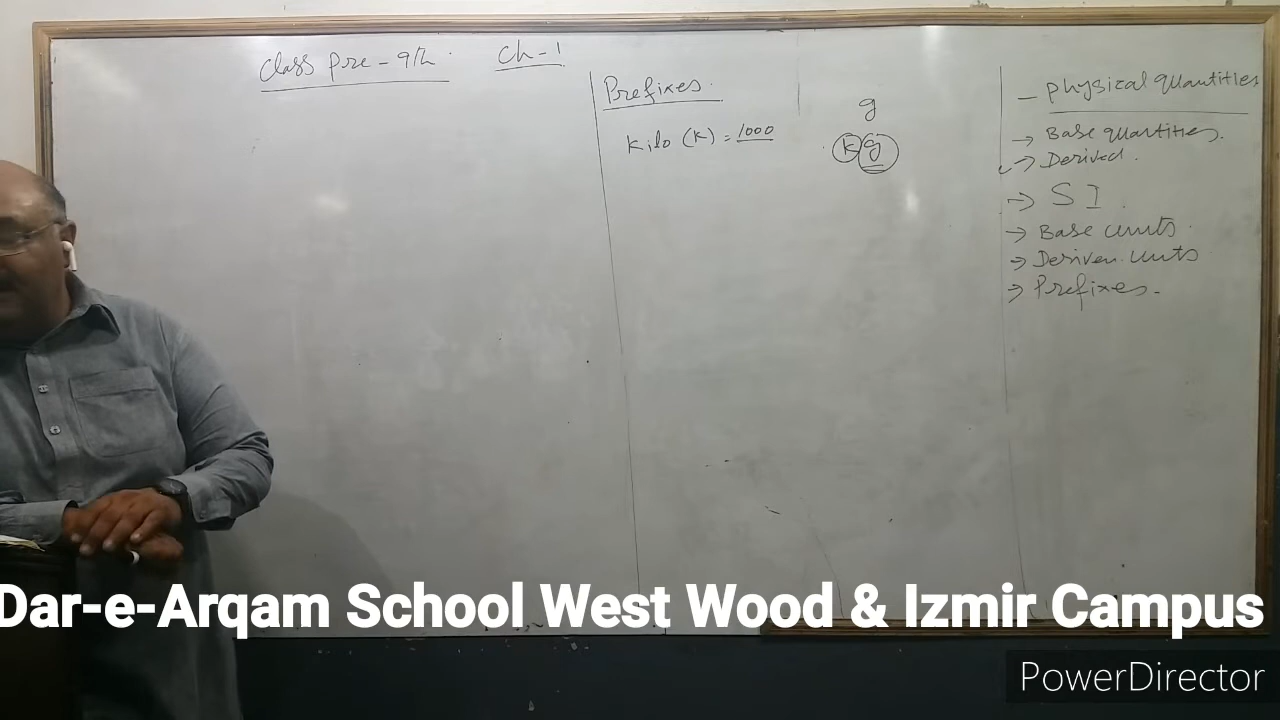 Class pre - 9th. Ch - 1
Prefixes.
Kilo (K) = 1000
g
kg
- Physical quantities
→ Base quantities.
→ Derived.
→ SI.
→ Base units.
→ Deriven. units
→ Prefixes.
Dar-e-Arqam School West Wood & Izmir Campus
PowerDirector